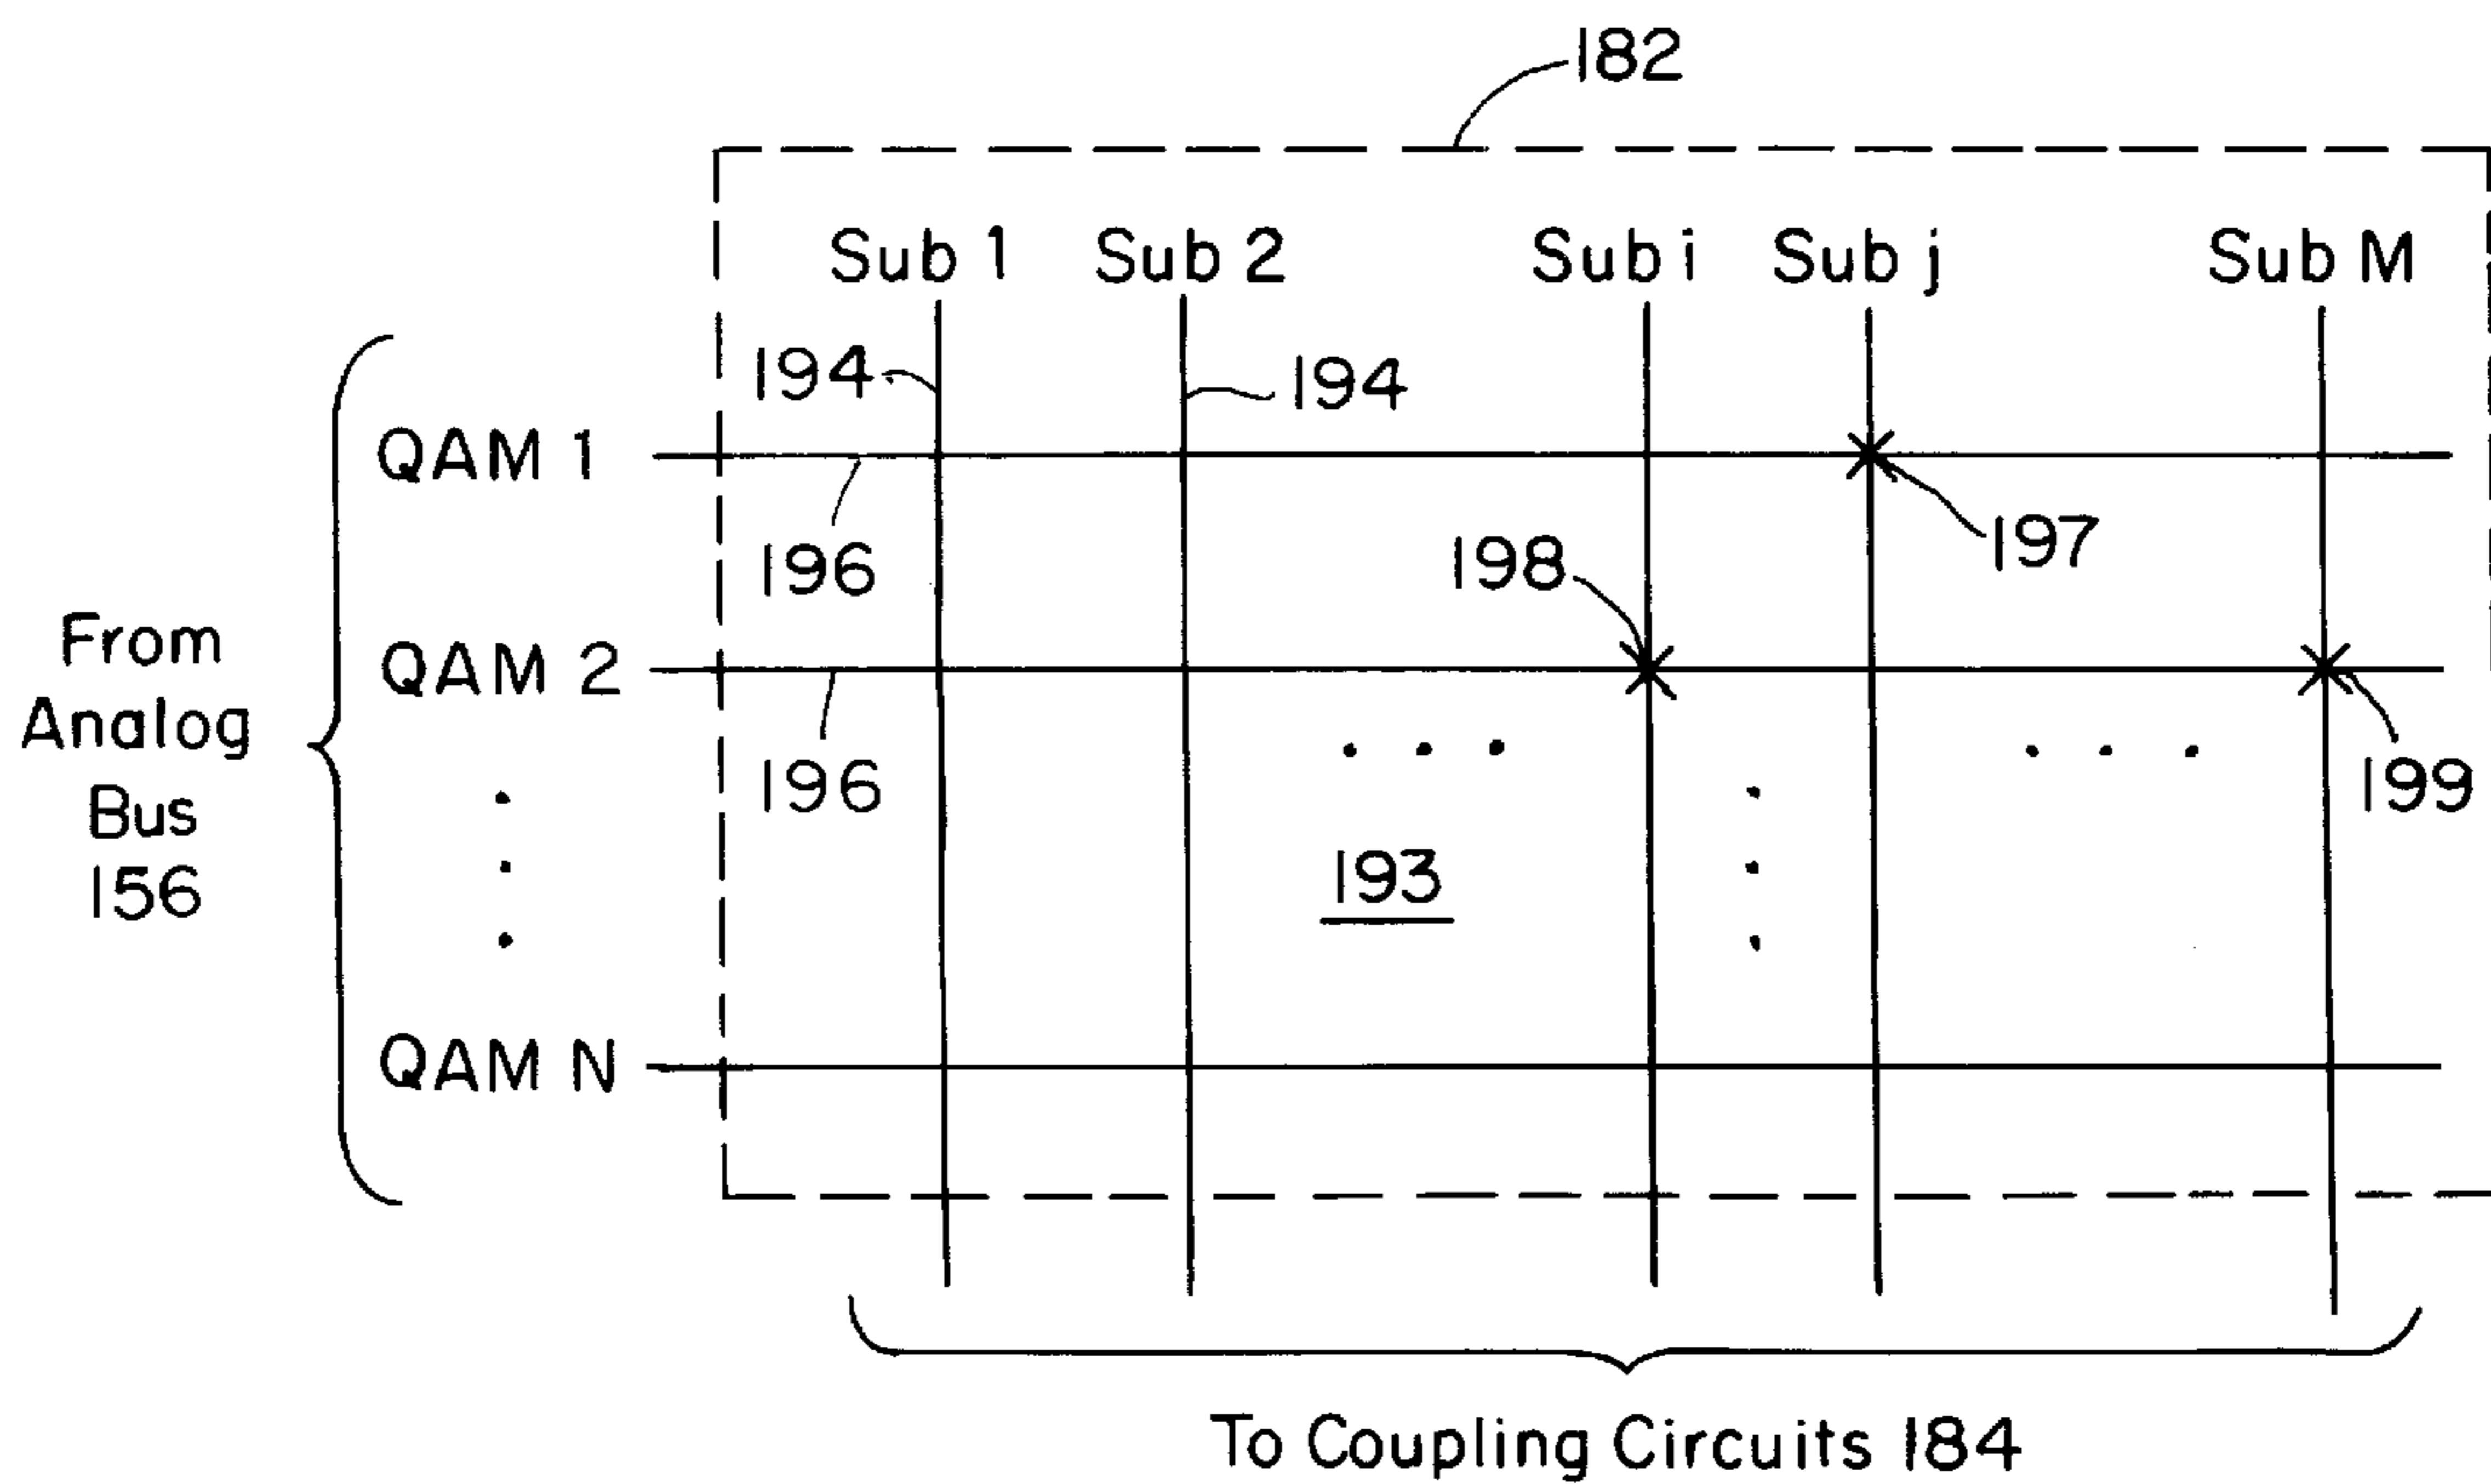 182
Sub 1 Sub 2 Sub i Sub j Sub M
194 194
QAM 1
197
196 198
From
Analog
Bus
156
QAM 2
196 199
193
QAM N
To Coupling Circuits 184